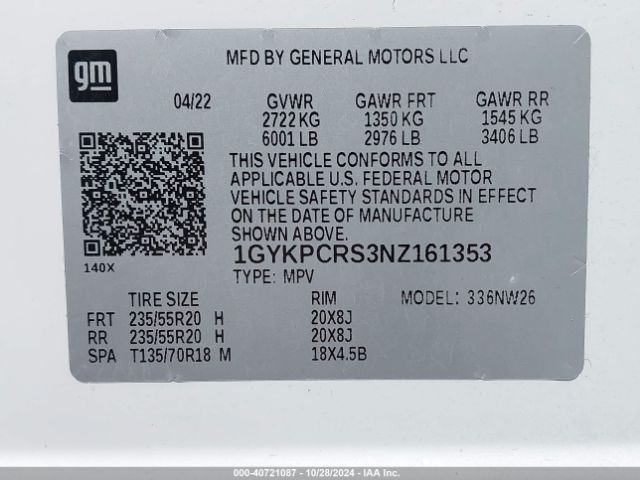 gm
MFD BY GENERAL MOTORS LLC
04/22 GVWR GAWR FRT GAWR RR
2722 KG 1350 KG 1545 KG
6001 LB 2976 LB 3406 LB
THIS VEHICLE CONFORMS TO ALL
APPLICABLE U.S. FEDERAL MOTOR
VEHICLE SAFETY STANDARDS IN EFFECT
ON THE DATE OF MANUFACTURE
SHOWN ABOVE.
1GYKPCRS3NZ161353
140X
TYPE: MPV
TIRE SIZE RIM MODEL: 336NW26
FRT 235/55R20 H 20X8J
RR 235/55R20 H 20X8J
SPA T135/70R18 M 18X4.5B
000-40721087 - 10/28/2024 - IAAI.COM